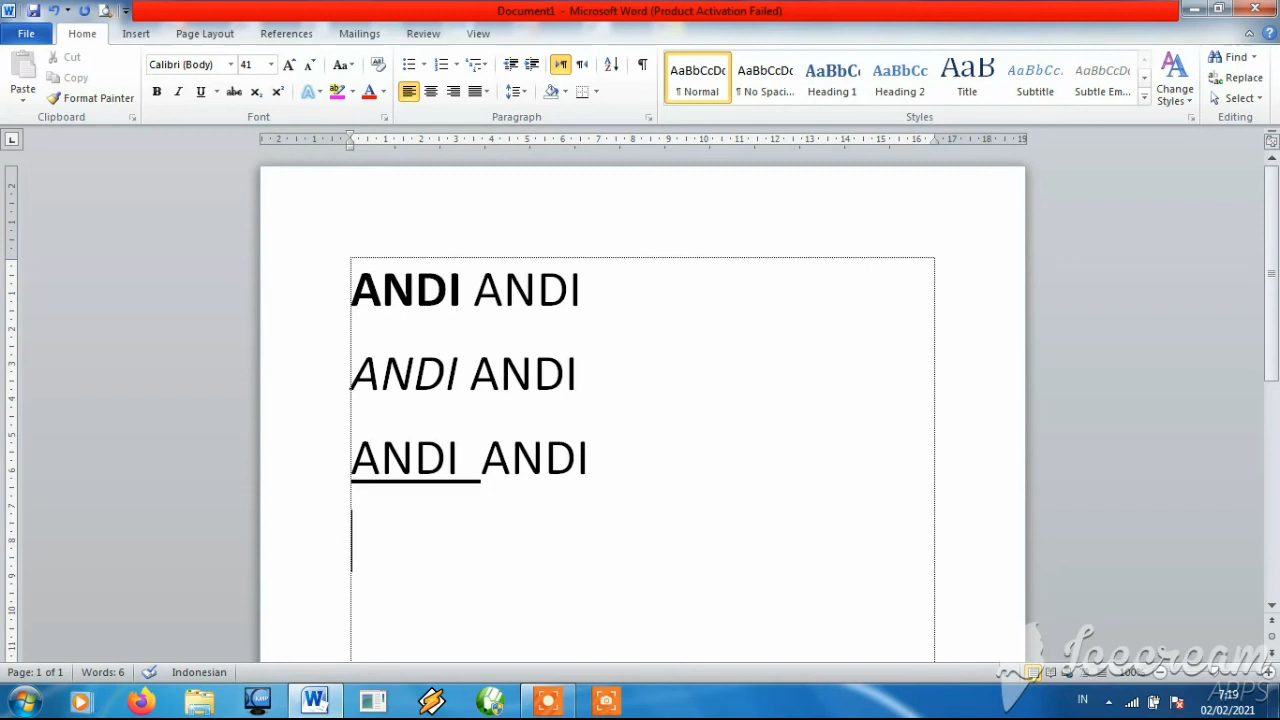 Document1 - Microsoft Word (Product Activation Failed)
File Home Insert Page Layout References Mailings Review View
Cut
Copy
Format Painter
Paste
Clipboard
Calibri (Body) 41
Font
Paragraph
AaBbCcDc AaBbCcDc AaBbC AaBbCc AaB AaBbCc. AaBbCcDc
¶ Normal ¶ No Spaci... Heading 1 Heading 2 Title Subtitle Subtle Em...
Styles
Change Styles
Find
Replace
Select
Editing
ANDI ANDI
ANDI ANDI
ANDI ANDI
Page: 1 of 1 Words: 6 Indonesian 100%
Icecream
APPS
IN 7:19
02/02/2021